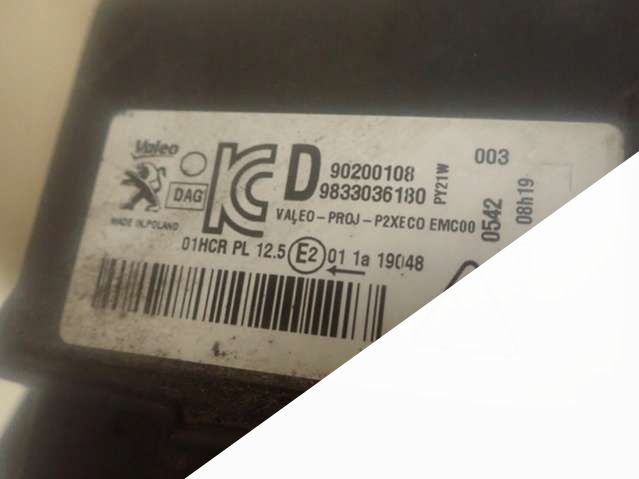 Valeo
DAG
MADE IN POLAND
D
90200108
9833036180
PY21W
003
VALEO-PROJ-P2XECO EMC00
0542
08h19
01HCR PL 12.5 E2 01 1a 19048